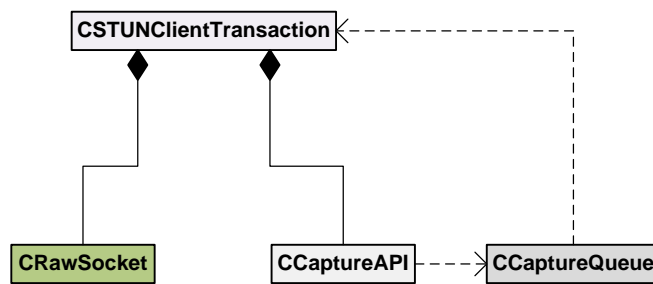 CSTUNClientTransaction
CRawSocket
CCaptureAPI
CCaptureQueue